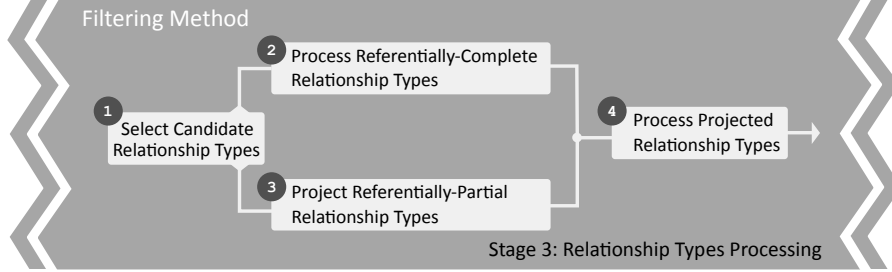 Filtering Method
1
Select Candidate
Relationship Types
2
Process Referentially-Complete
Relationship Types
3
Project Referentially-Partial
Relationship Types
4
Process Projected
Relationship Types
Stage 3: Relationship Types Processing